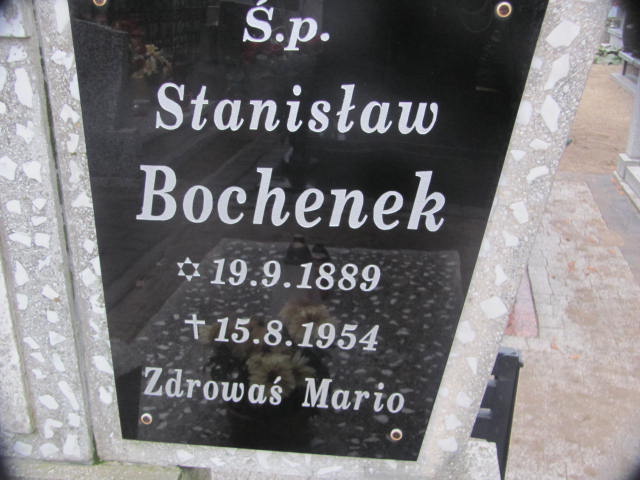 Ś.p.
Stanisław
Bochenek
✡ 19.9.1889
✝ 15.8.1954
Zdrowaś Mario